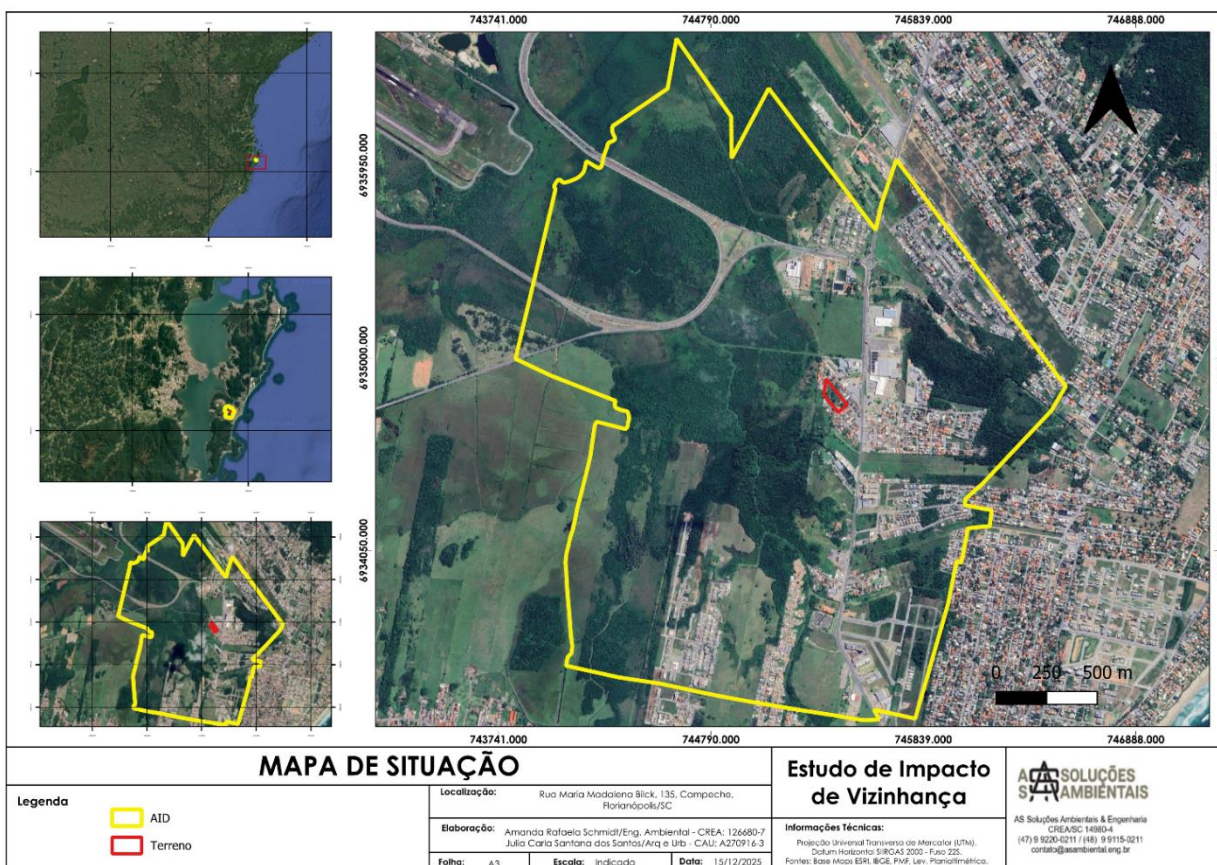 743741.000 744790.000 745839.000 746888.000
6935950.000
6935000.000
6934050.000
0 250 500 m
743741.000 744790.000 745839.000 746888.000
MAPA DE SITUAÇÃO
Legenda
AID
Terreno
Localização: Rua Maria Madalena Bilck, 135, Campeche,
Florianópolis/SC
Elaboração: Amanda Rafaela Schmidt/Eng. Ambiental - CREA: 126680-7
Julia Carla Santana dos Santos/Arq e Urb - CAU: A270916-3
Folha: A3 Escala: Indicada Data: 15/12/2025
Estudo de Impacto
de Vizinhança
Informações Técnicas:
Projeção Universal Transversa de Mercator (UTM).
Datum Horizontal SIRGAS 2000 - Fuso 22S.
Fontes: Base Maps ESRI, IBGE, PMF, Lev. Planialtimétrico.
AS SOLUÇÕES
AMBIENTAIS
AS Soluções Ambientais & Engenharia
CREA/SC 14980-4
(47) 9 9220-0211 / (48) 9 9115-0211
contato@asambiental.eng.br